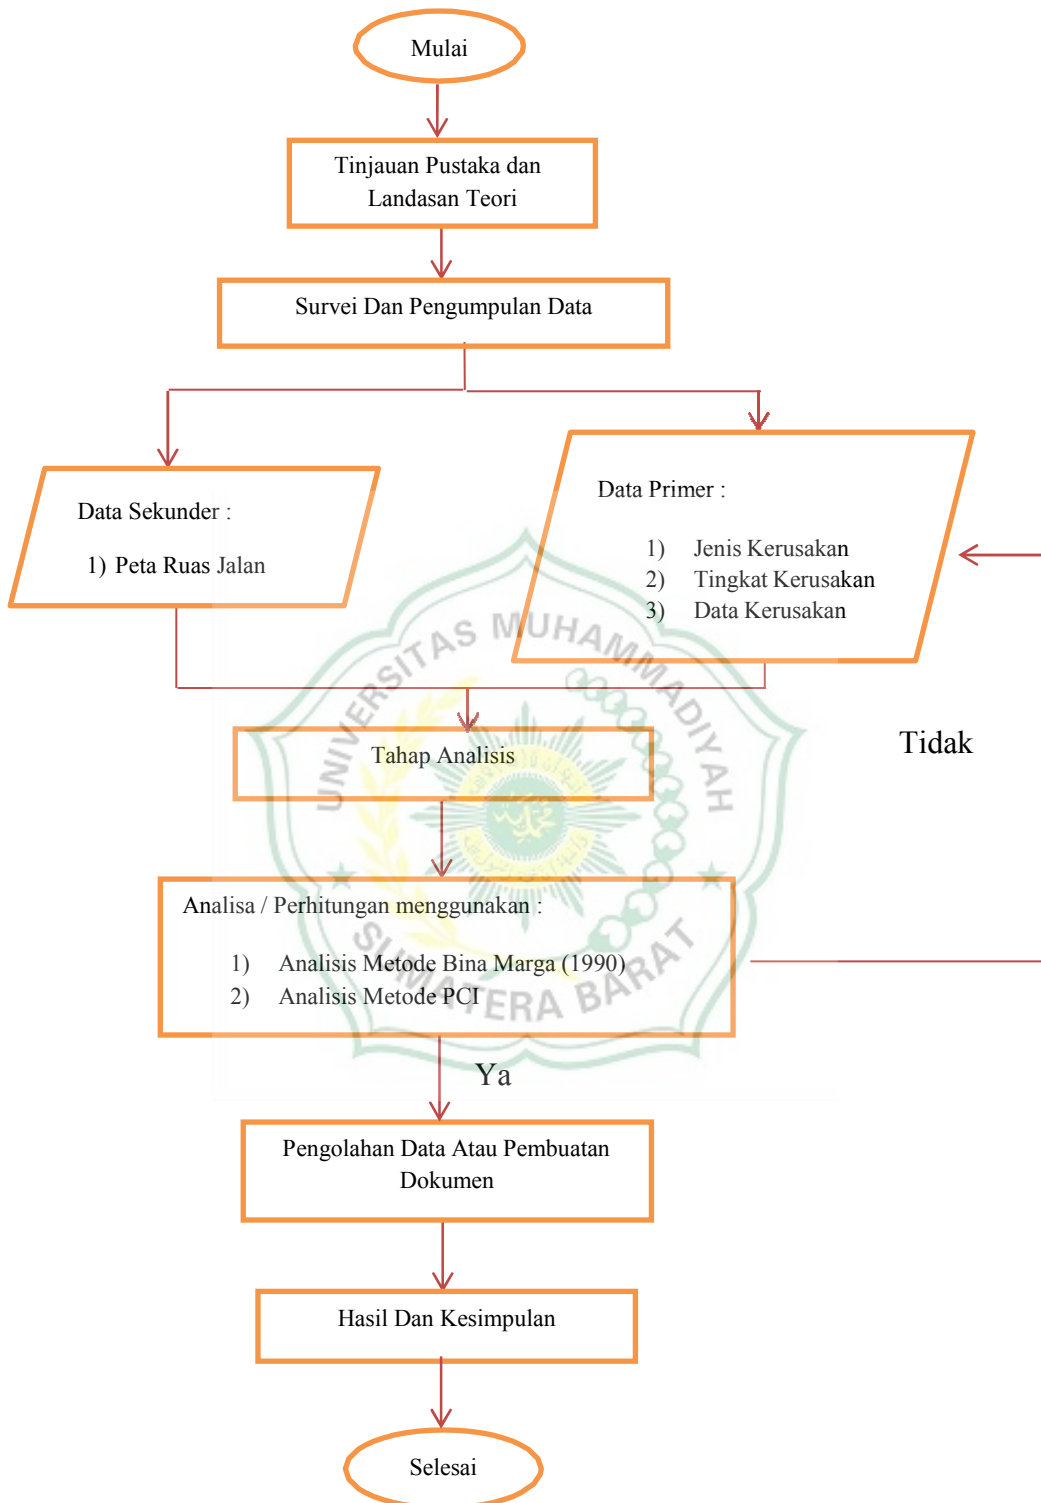 Mulai
Tinjauan Pustaka dan
Landasan Teori
Survei Dan Pengumpulan Data
Data Sekunder :
1) Peta Ruas Jalan
Data Primer :
1) Jenis Kerusakan
2) Tingkat Kerusakan
3) Data Kerusakan
UNIVERSITAS MUHAMMADIYAH
SUMATERA BARAT
Tahap Analisis
Tidak
Analisa / Perhitungan menggunakan :
1) Analisis Metode Bina Marga (1990)
2) Analisis Metode PCI
Ya
Pengolahan Data Atau Pembuatan
Dokumen
Hasil Dan Kesimpulan
Selesai